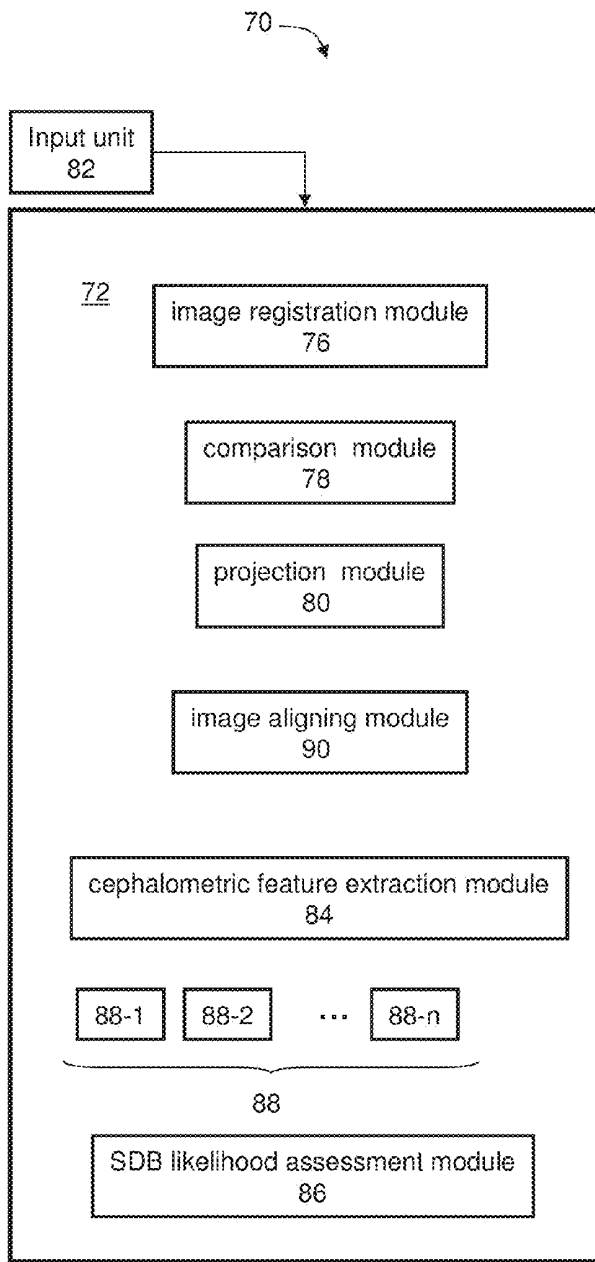 70
Input unit
82
72
image registration module
76
comparison module
78
projection module
80
image aligning module
90
cephalometric feature extraction module
84
88-1 88-2 ... 88-n
88
SDB likelihood assessment module
86